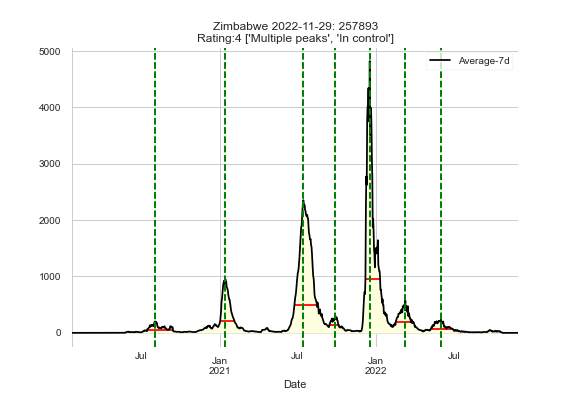 Zimbabwe 2022-11-29: 257893
Rating:4 ['Multiple peaks', 'In control']
Average-7d
5000
4000
3000
2000
1000
0
Jul
Jan
2021
Jul
Jan
2022
Jul
Date